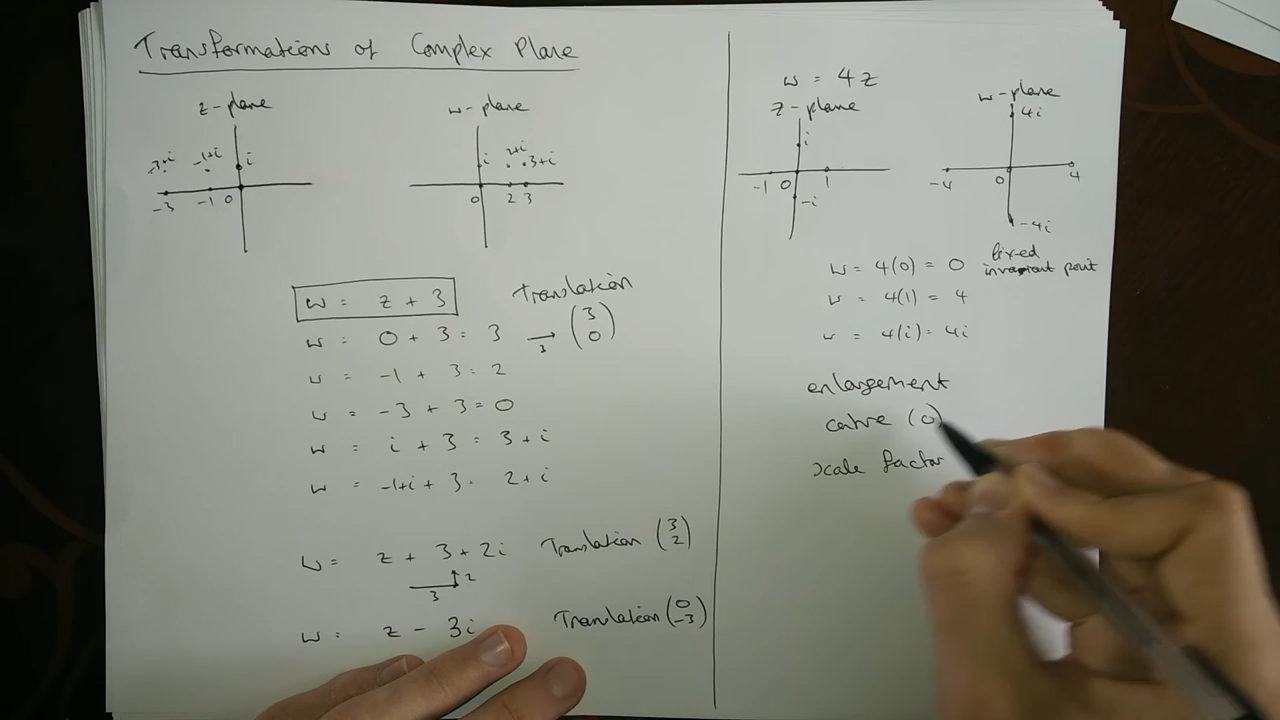 Transformations of Complex Plane
z-plane
w-plane
-3+i -1+i i
i 2+i 3+i
-3 -1 0
0 2 3
w = z + 3 Translation
w = 0 + 3 = 3 → 3 (3 0)
w = -1 + 3 = 2
w = -3 + 3 = 0
w = i + 3 = 3+i
w = -1+i + 3 = 2+i
w = z + 3 + 2i Translation (3 2)
3 2
w = z - 3i Translation (0 -3)
w = 4z
z-plane
w-plane
i
4i
-1 0 1
-4 0 4
-i
-4i
w = 4(0) = 0 fixed
invariant point
w = 4(1) = 4
w = 4(i) = 4i
enlargement
centre (0)
scale factor